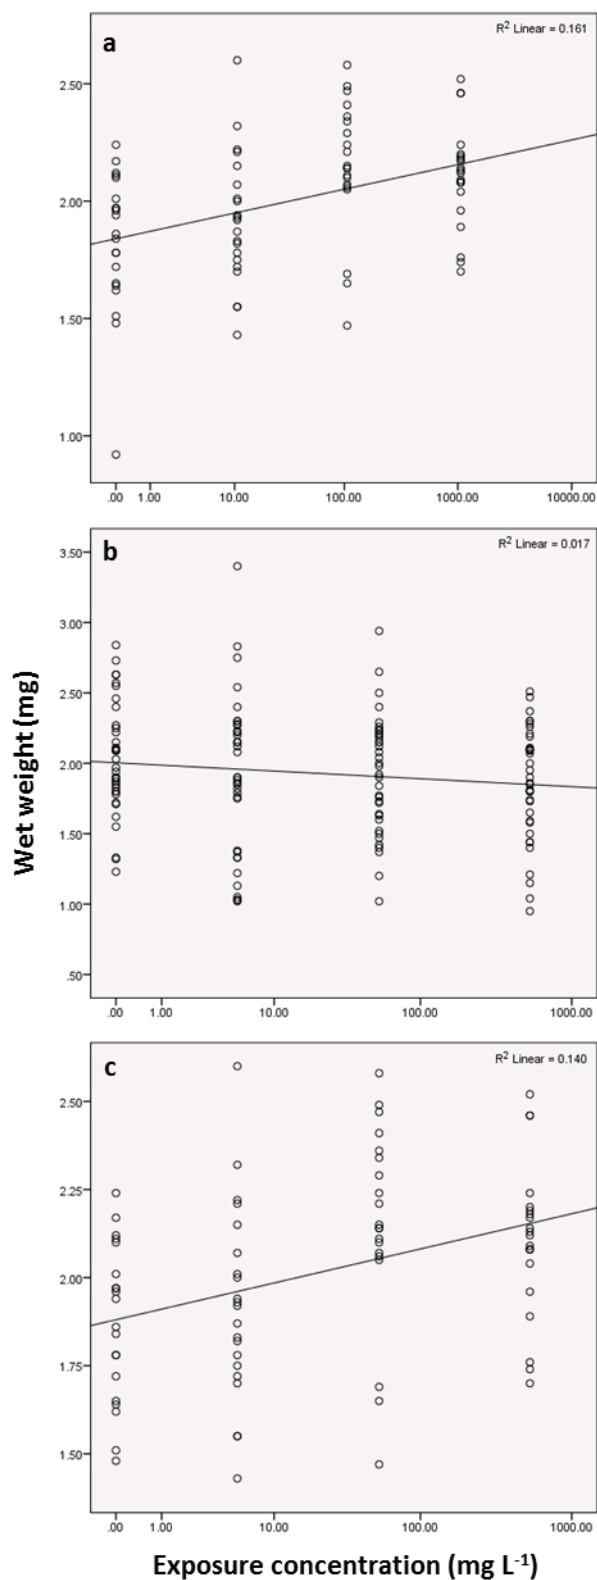 a
R² Linear = 0.161
2.50
2.00
1.50
1.00
.00 1.00 10.00 100.00 1000.00 10000.00
b
R² Linear = 0.017
3.50
3.00
2.50
2.00
1.50
1.00
.50
.00 1.00 10.00 100.00 1000.00
Wet weight (mg)
c
R² Linear = 0.140
2.50
2.25
2.00
1.75
1.50
.00 1.00 10.00 100.00 1000.00
Exposure concentration (mg L⁻¹)